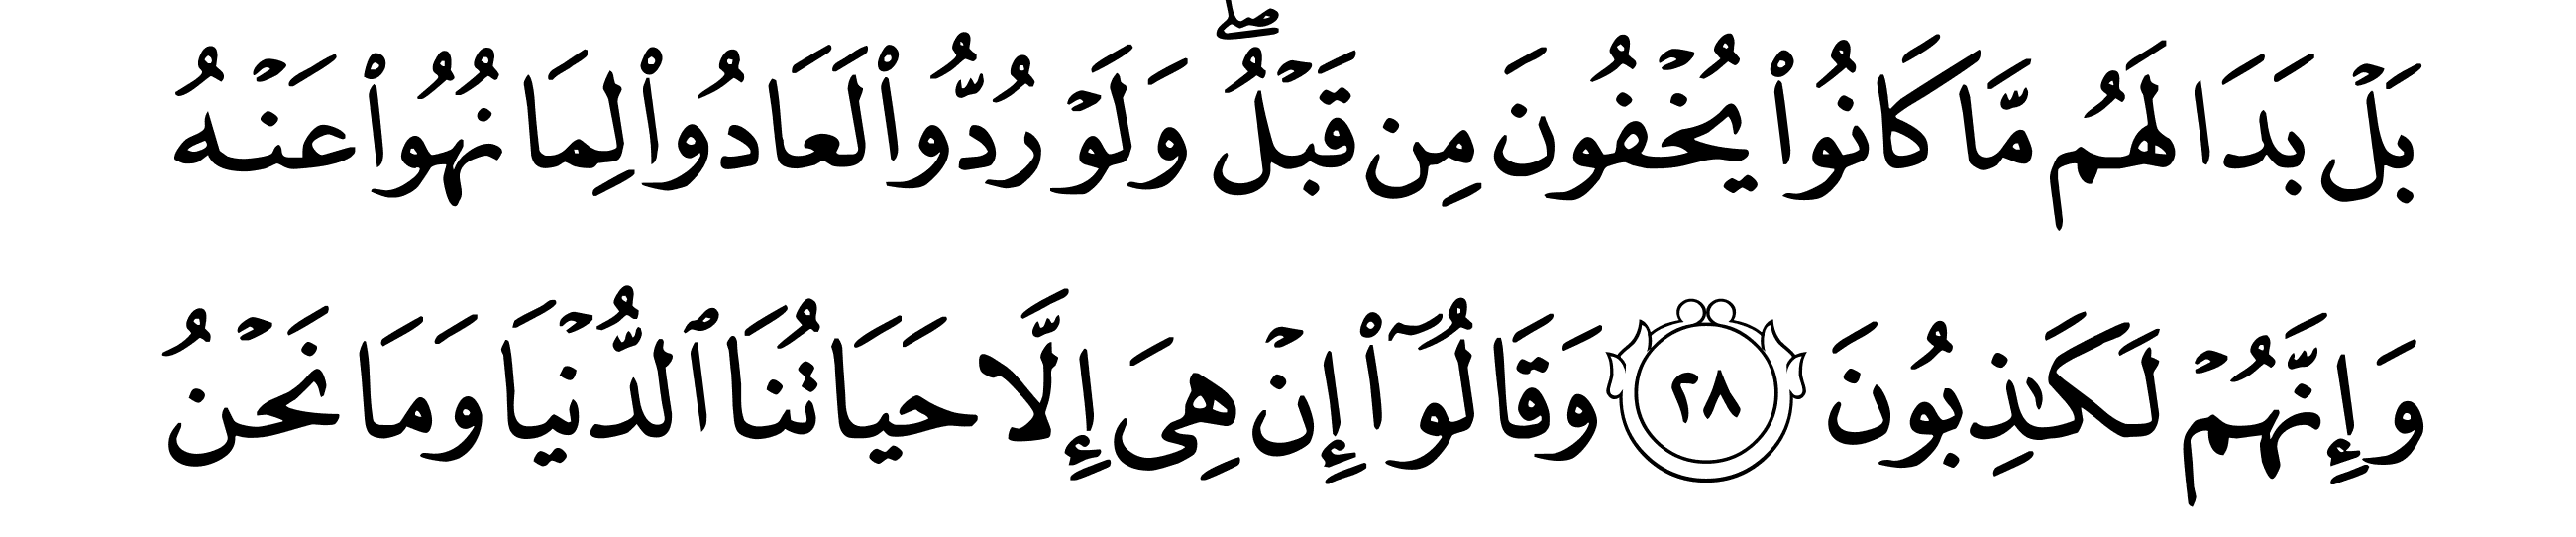 بَلۡ بَدَا لَهُم مَّا كَانُواْ يُخۡفُونَ مِن قَبۡلُۖ وَلَوۡ رُدُّواْ لَعَادُواْ لِمَا نُهُواْ عَنۡهُ
وَإِنَّهُمۡ لَكَٰذِبُونَ ٢٨ وَقَالُوٓاْ إِنۡ هِيَ إِلَّا حَيَاتُنَا ٱلدُّنۡيَا وَمَا نَحۡنُ